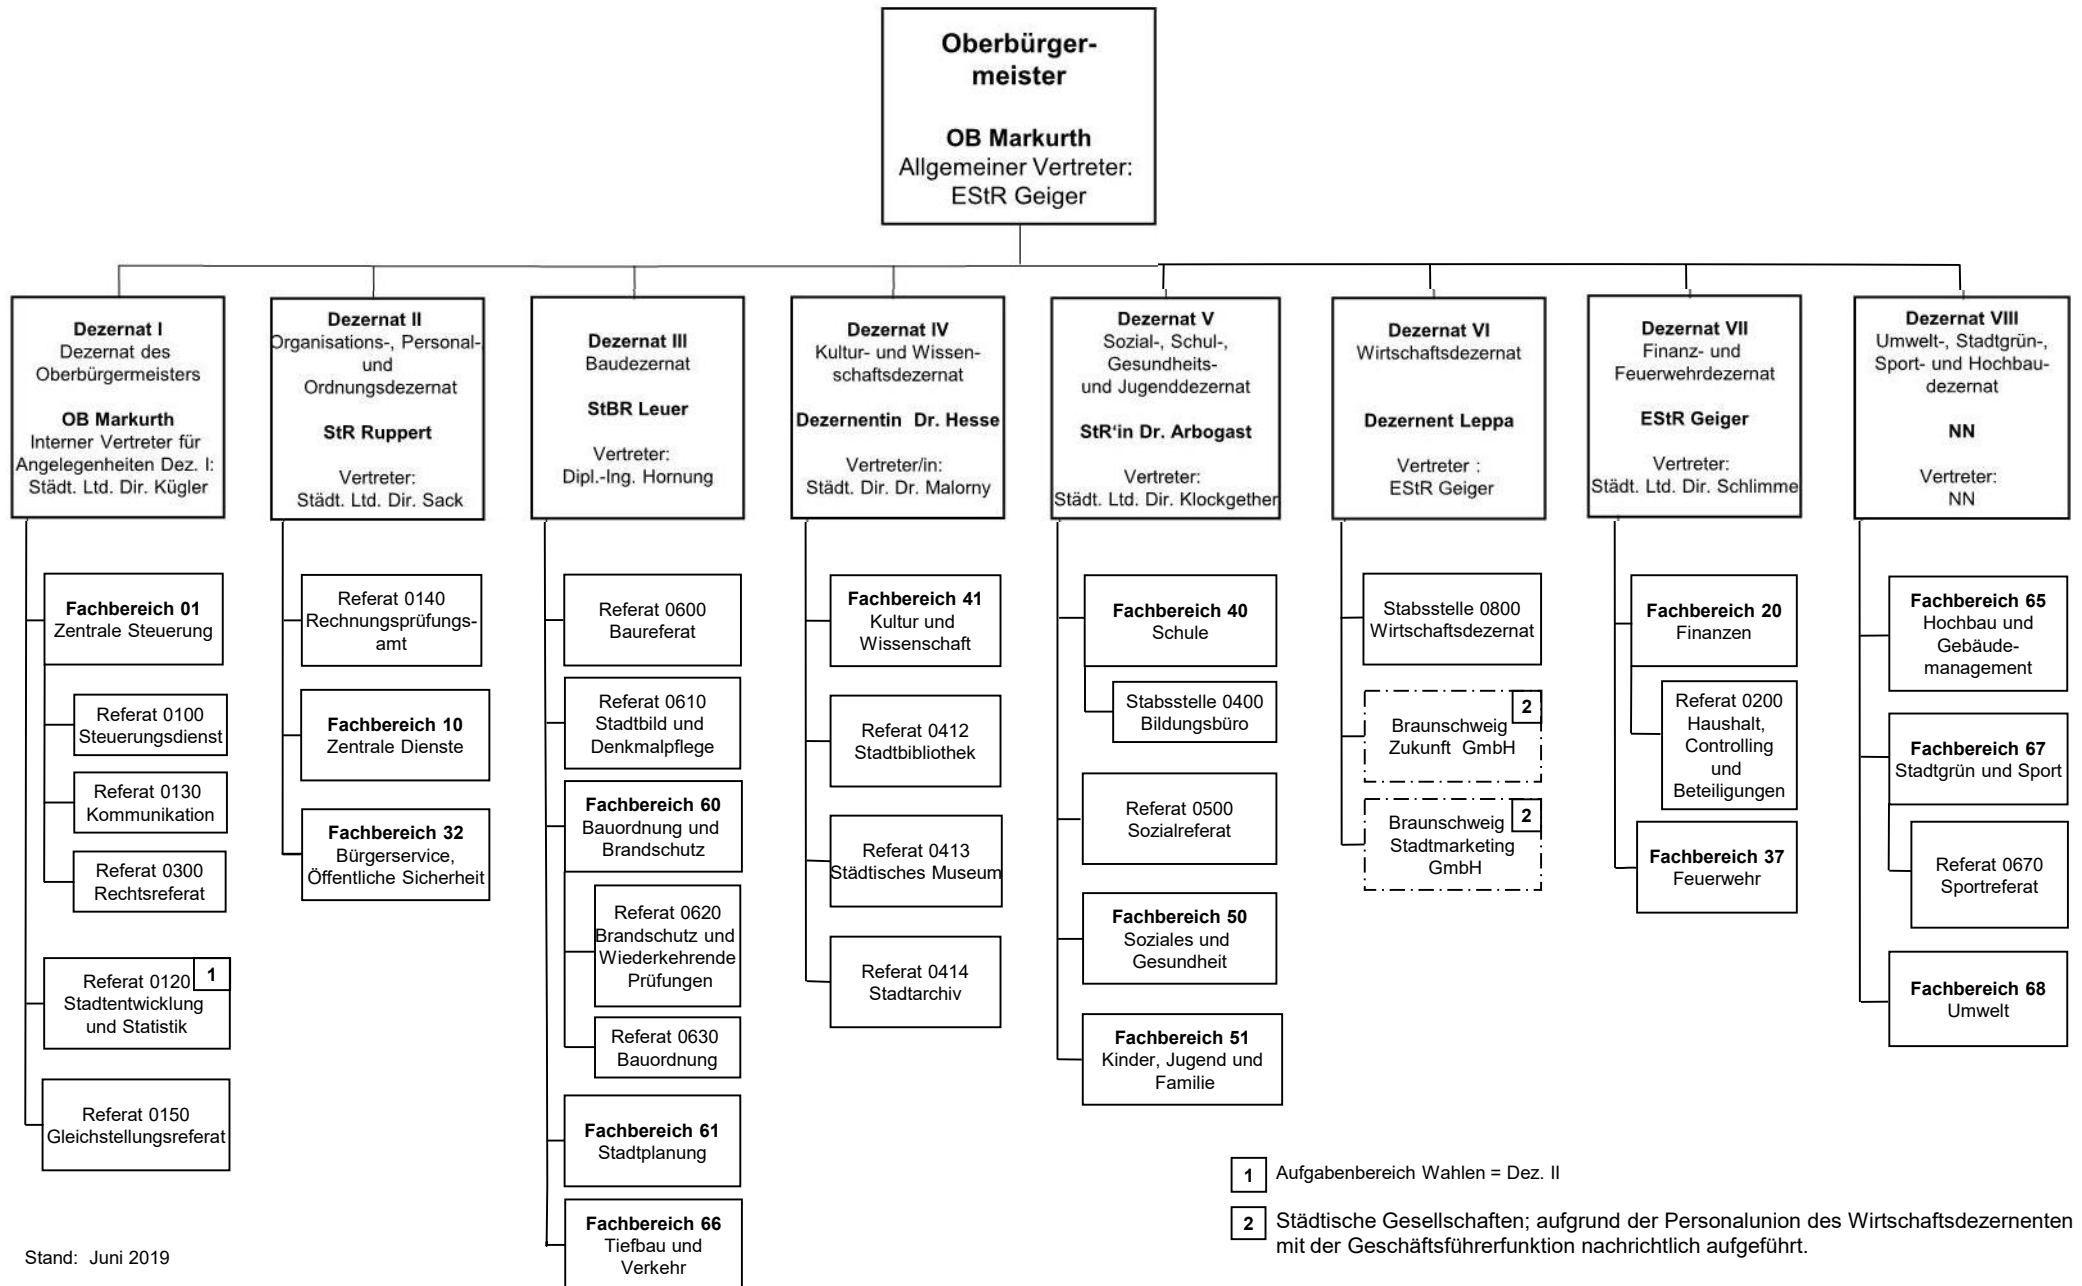 Oberbürger-
meister
OB Markurth
Allgemeiner Vertreter:
EStR Geiger
Dezernat I
Dezernat des
Oberbürgermeisters
OB Markurth
Interner Vertreter für
Angelegenheiten Dez. I:
Städt. Ltd. Dir. Kügler
Fachbereich 01
Zentrale Steuerung
Referat 0100
Steuerungsdienst
Referat 0130
Kommunikation
Referat 0300
Rechtsreferat
Referat 0120
1
Stadtentwicklung
und Statistik
Referat 0150
Gleichstellungsreferat
Dezernat II
Organisations-, Personal-
und
Ordnungsdezernat
StR Ruppert
Vertreter:
Städt. Ltd. Dir. Sack
Referat 0140
Rechnungsprüfungs-
amt
Fachbereich 10
Zentrale Dienste
Fachbereich 32
Bürgerservice,
Öffentliche Sicherheit
Dezernat III
Baudezernat
StBR Leuer
Vertreter:
Dipl.-Ing. Hornung
Referat 0600
Baureferat
Referat 0610
Stadtbild und
Denkmalpflege
Fachbereich 60
Bauordnung und
Brandschutz
Referat 0620
Brandschutz und
Wiederkehrende
Prüfungen
Referat 0630
Bauordnung
Fachbereich 61
Stadtplanung
Fachbereich 66
Tiefbau und
Verkehr
Dezernat IV
Kultur- und Wissen-
schaftsdezernat
Dezernentin Dr. Hesse
Vertreter/in:
Städt. Dir. Dr. Malorny
Fachbereich 41
Kultur und
Wissenschaft
Referat 0412
Stadtbibliothek
Referat 0413
Städtisches Museum
Referat 0414
Stadtarchiv
Dezernat V
Sozial-, Schul-,
Gesundheits-
und Jugenddezernat
StR‘in Dr. Arbogast
Vertreter:
Städt. Ltd. Dir. Klockgether
Fachbereich 40
Schule
Stabsstelle 0400
Bildungsbüro
Referat 0500
Sozialreferat
Fachbereich 50
Soziales und
Gesundheit
Fachbereich 51
Kinder, Jugend und
Familie
Dezernat VI
Wirtschaftsdezernat
Dezernent Leppa
Vertreter :
EStR Geiger
Stabsstelle 0800
Wirtschaftsdezernat
2
Braunschweig
Zukunft GmbH
2
Braunschweig
Stadtmarketing
GmbH
Dezernat VII
Finanz- und
Feuerwehrdezernat
EStR Geiger
Vertreter:
Städt. Ltd. Dir. Schlimme
Fachbereich 20
Finanzen
Referat 0200
Haushalt,
Controlling
und
Beteiligungen
Fachbereich 37
Feuerwehr
Dezernat VIII
Umwelt-, Stadtgrün-,
Sport- und Hochbau-
dezernat
NN
Vertreter:
NN
Fachbereich 65
Hochbau und
Gebäude-
management
Fachbereich 67
Stadtgrün und Sport
Referat 0670
Sportreferat
Fachbereich 68
Umwelt
1 Aufgabenbereich Wahlen = Dez. II
2 Städtische Gesellschaften; aufgrund der Personalunion des Wirtschaftsdezernenten
mit der Geschäftsführerfunktion nachrichtlich aufgeführt.
Stand: Juni 2019